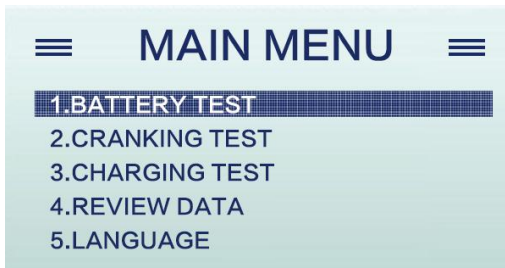 MAIN MENU
1.BATTERY TEST
2.CRANKING TEST
3.CHARGING TEST
4.REVIEW DATA
5.LANGUAGE